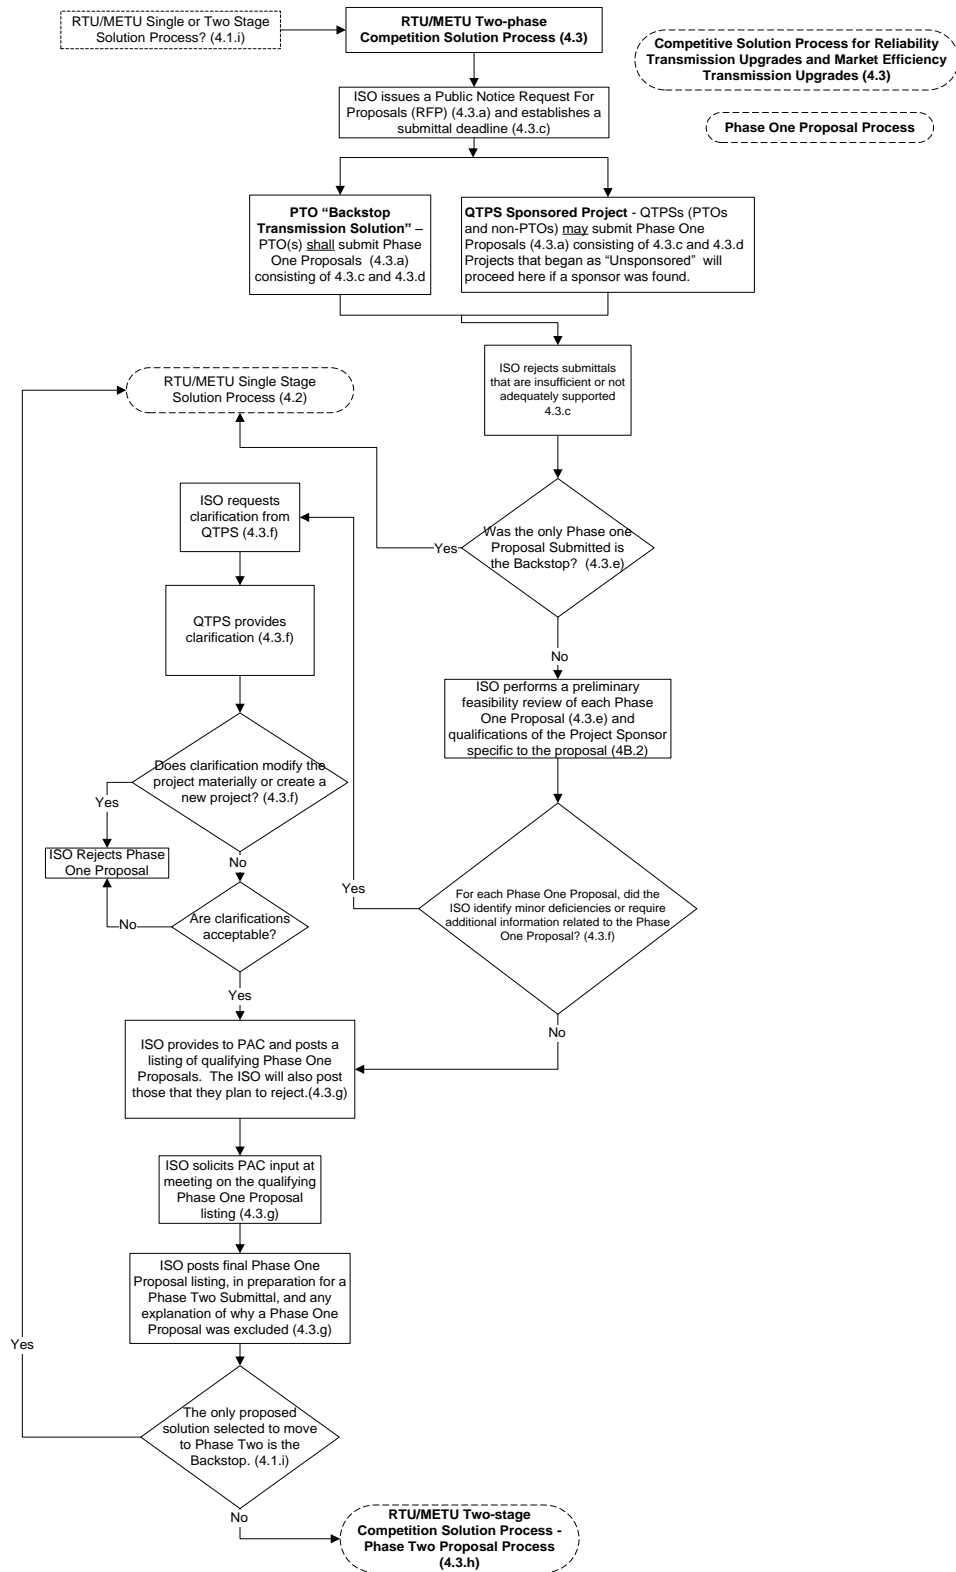 RTU/METU Single or Two Stage
Solution Process? (4.1.i)
RTU/METU Two-phase
Competition Solution Process (4.3)
Competitive Solution Process for Reliability
Transmission Upgrades and Market Efficiency
Transmission Upgrades (4.3)
Phase One Proposal Process
ISO issues a Public Notice Request For
Proposals (RFP) (4.3.a) and establishes a
submittal deadline (4.3.c)
PTO “Backstop
Transmission Solution” –
PTO(s) shall submit Phase
One Proposals (4.3.a)
consisting of 4.3.c and 4.3.d
QTPS Sponsored Project - QTPSs (PTOs
and non-PTOs) may submit Phase One
Proposals (4.3.a) consisting of 4.3.c and 4.3.d
Projects that began as “Unsponsored” will
proceed here if a sponsor was found.
ISO rejects submittals
that are insufficient or not
adequately supported
4.3.c
RTU/METU Single Stage
Solution Process (4.2)
Was the only Phase one
Proposal Submitted is
the Backstop? (4.3.e)
Yes
No
ISO requests
clarification from
QTPS (4.3.f)
QTPS provides
clarification (4.3.f)
ISO performs a preliminary
feasibility review of each Phase
One Proposal (4.3.e) and
qualifications of the Project Sponsor
specific to the proposal (4B.2)
Does clarification modify the
project materially or create a
new project? (4.3.f)
Yes
No
ISO Rejects Phase
One Proposal
Are clarifications
acceptable?
No
Yes
For each Phase One Proposal, did the
ISO identify minor deficiencies or require
additional information related to the Phase
One Proposal? (4.3.f)
Yes
No
ISO provides to PAC and posts a
listing of qualifying Phase One
Proposals. The ISO will also post
those that they plan to reject.(4.3.g)
ISO solicits PAC input at
meeting on the qualifying
Phase One Proposal
listing (4.3.g)
ISO posts final Phase One
Proposal listing, in preparation for a
Phase Two Submittal, and any
explanation of why a Phase One
Proposal was excluded (4.3.g)
Yes
The only proposed
solution selected to move
to Phase Two is the
Backstop. (4.1.i)
No
RTU/METU Two-stage
Competition Solution Process -
Phase Two Proposal Process
(4.3.h)